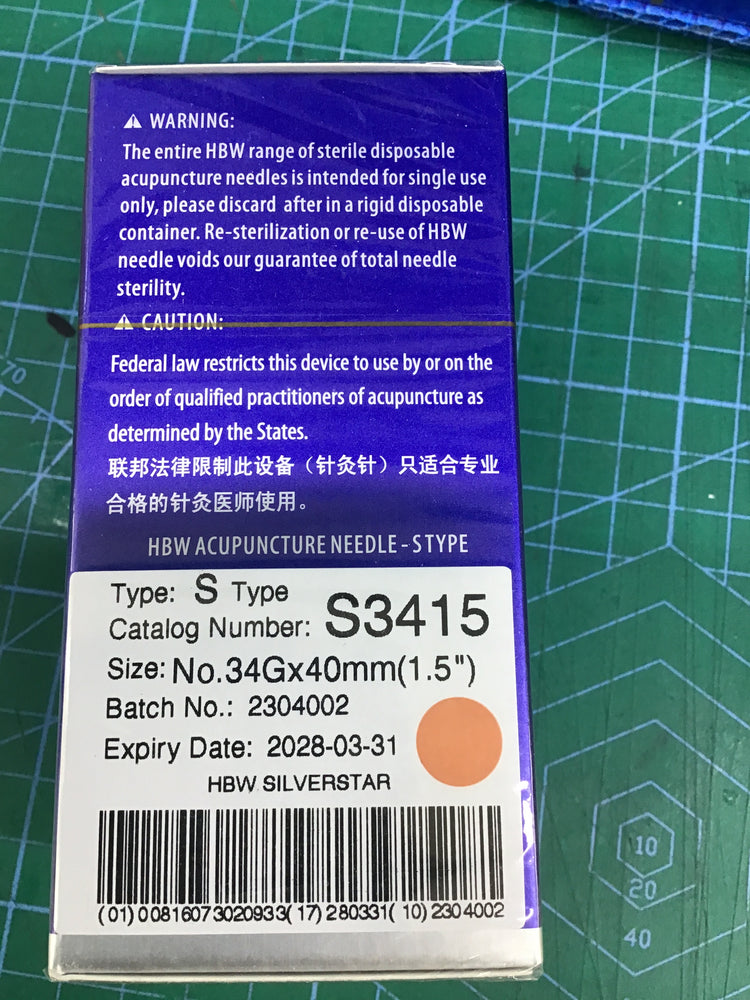 ⚠ WARNING:
The entire HBW range of sterile disposable
acupuncture needles is intended for single use
only, please discard after in a rigid disposable
container. Re-sterilization or re-use of HBW
needle voids our guarantee of total needle
sterility.
⚠ CAUTION:
Federal law restricts this device to use by or on the
order of qualified practitioners of acupuncture as
determined by the States.
联邦法律限制此设备（针灸针）只适合专业
合格的针灸医师使用。
HBW ACUPUNCTURE NEEDLE - S TYPE
Type: S Type
Catalog Number: S3415
Size: No.34Gx40mm(1.5")
Batch No.: 2304002
Expiry Date: 2028-03-31
HBW SILVERSTAR
(01)00816073020933(17)280331(10)2304002
70
10
20
40